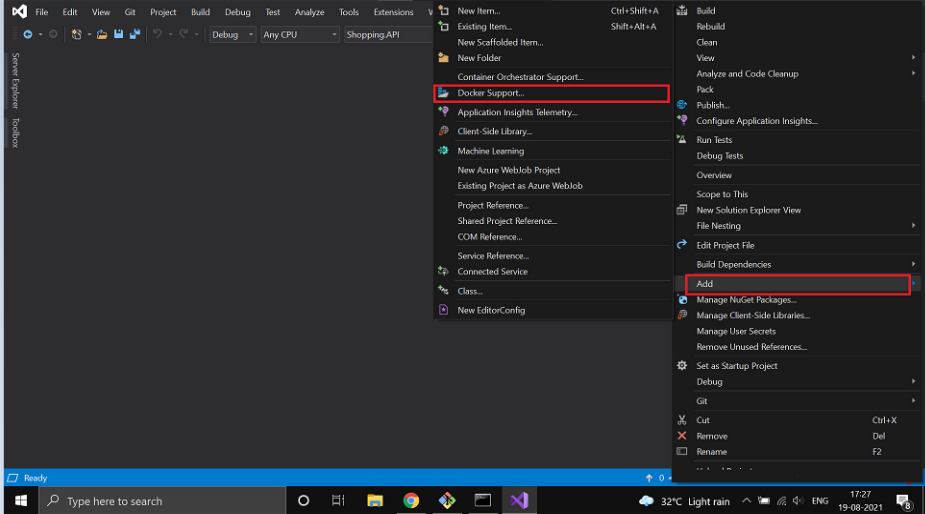 File Edit View Git Project Build Debug Test Analyze Tools Extensions
Debug Any CPU Shopping.API
Server Explorer
Toolbox
New Item... Ctrl+Shift+A
Existing Item... Shift+Alt+A
New Scaffolded Item...
New Folder
Container Orchestrator Support...
Docker Support...
Application Insights Telemetry...
Client-Side Library...
Machine Learning
New Azure WebJob Project
Existing Project as Azure WebJob
Project Reference...
Shared Project Reference...
COM Reference...
Service Reference...
Connected Service
Class...
New EditorConfig
Build
Rebuild
Clean
View
Analyze and Code Cleanup
Pack
Publish...
Configure Application Insights...
Run Tests
Debug Tests
Overview
Scope to This
New Solution Explorer View
File Nesting
Edit Project File
Build Dependencies
Add
Manage NuGet Packages...
Manage Client-Side Libraries...
Manage User Secrets
Remove Unused References...
Set as Startup Project
Debug
Git
Cut Ctrl+X
Remove Del
Rename F2
Ready 0
Type here to search
32°C Light rain ENG
17:27
19-08-2021
8